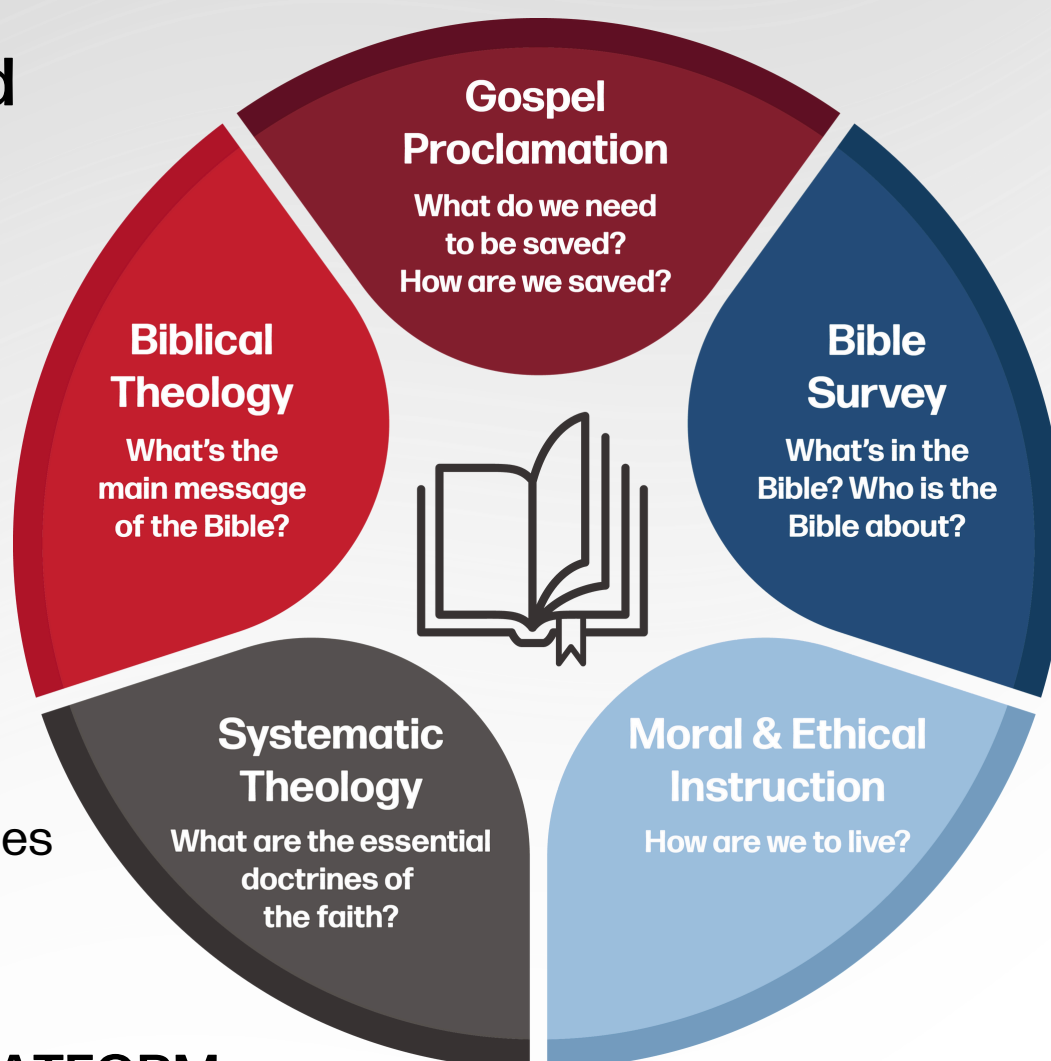 d
Gospel
Proclamation
What do we need
to be saved?
How are we saved?
Biblical
Theology
What's the
main message
of the Bible?
Bible
Survey
What's in the
Bible? Who is the
Bible about?
Systematic
Theology
What are the essential
doctrines of
the faith?
Moral & Ethical
Instruction
How are we to live?
es
ATFORM